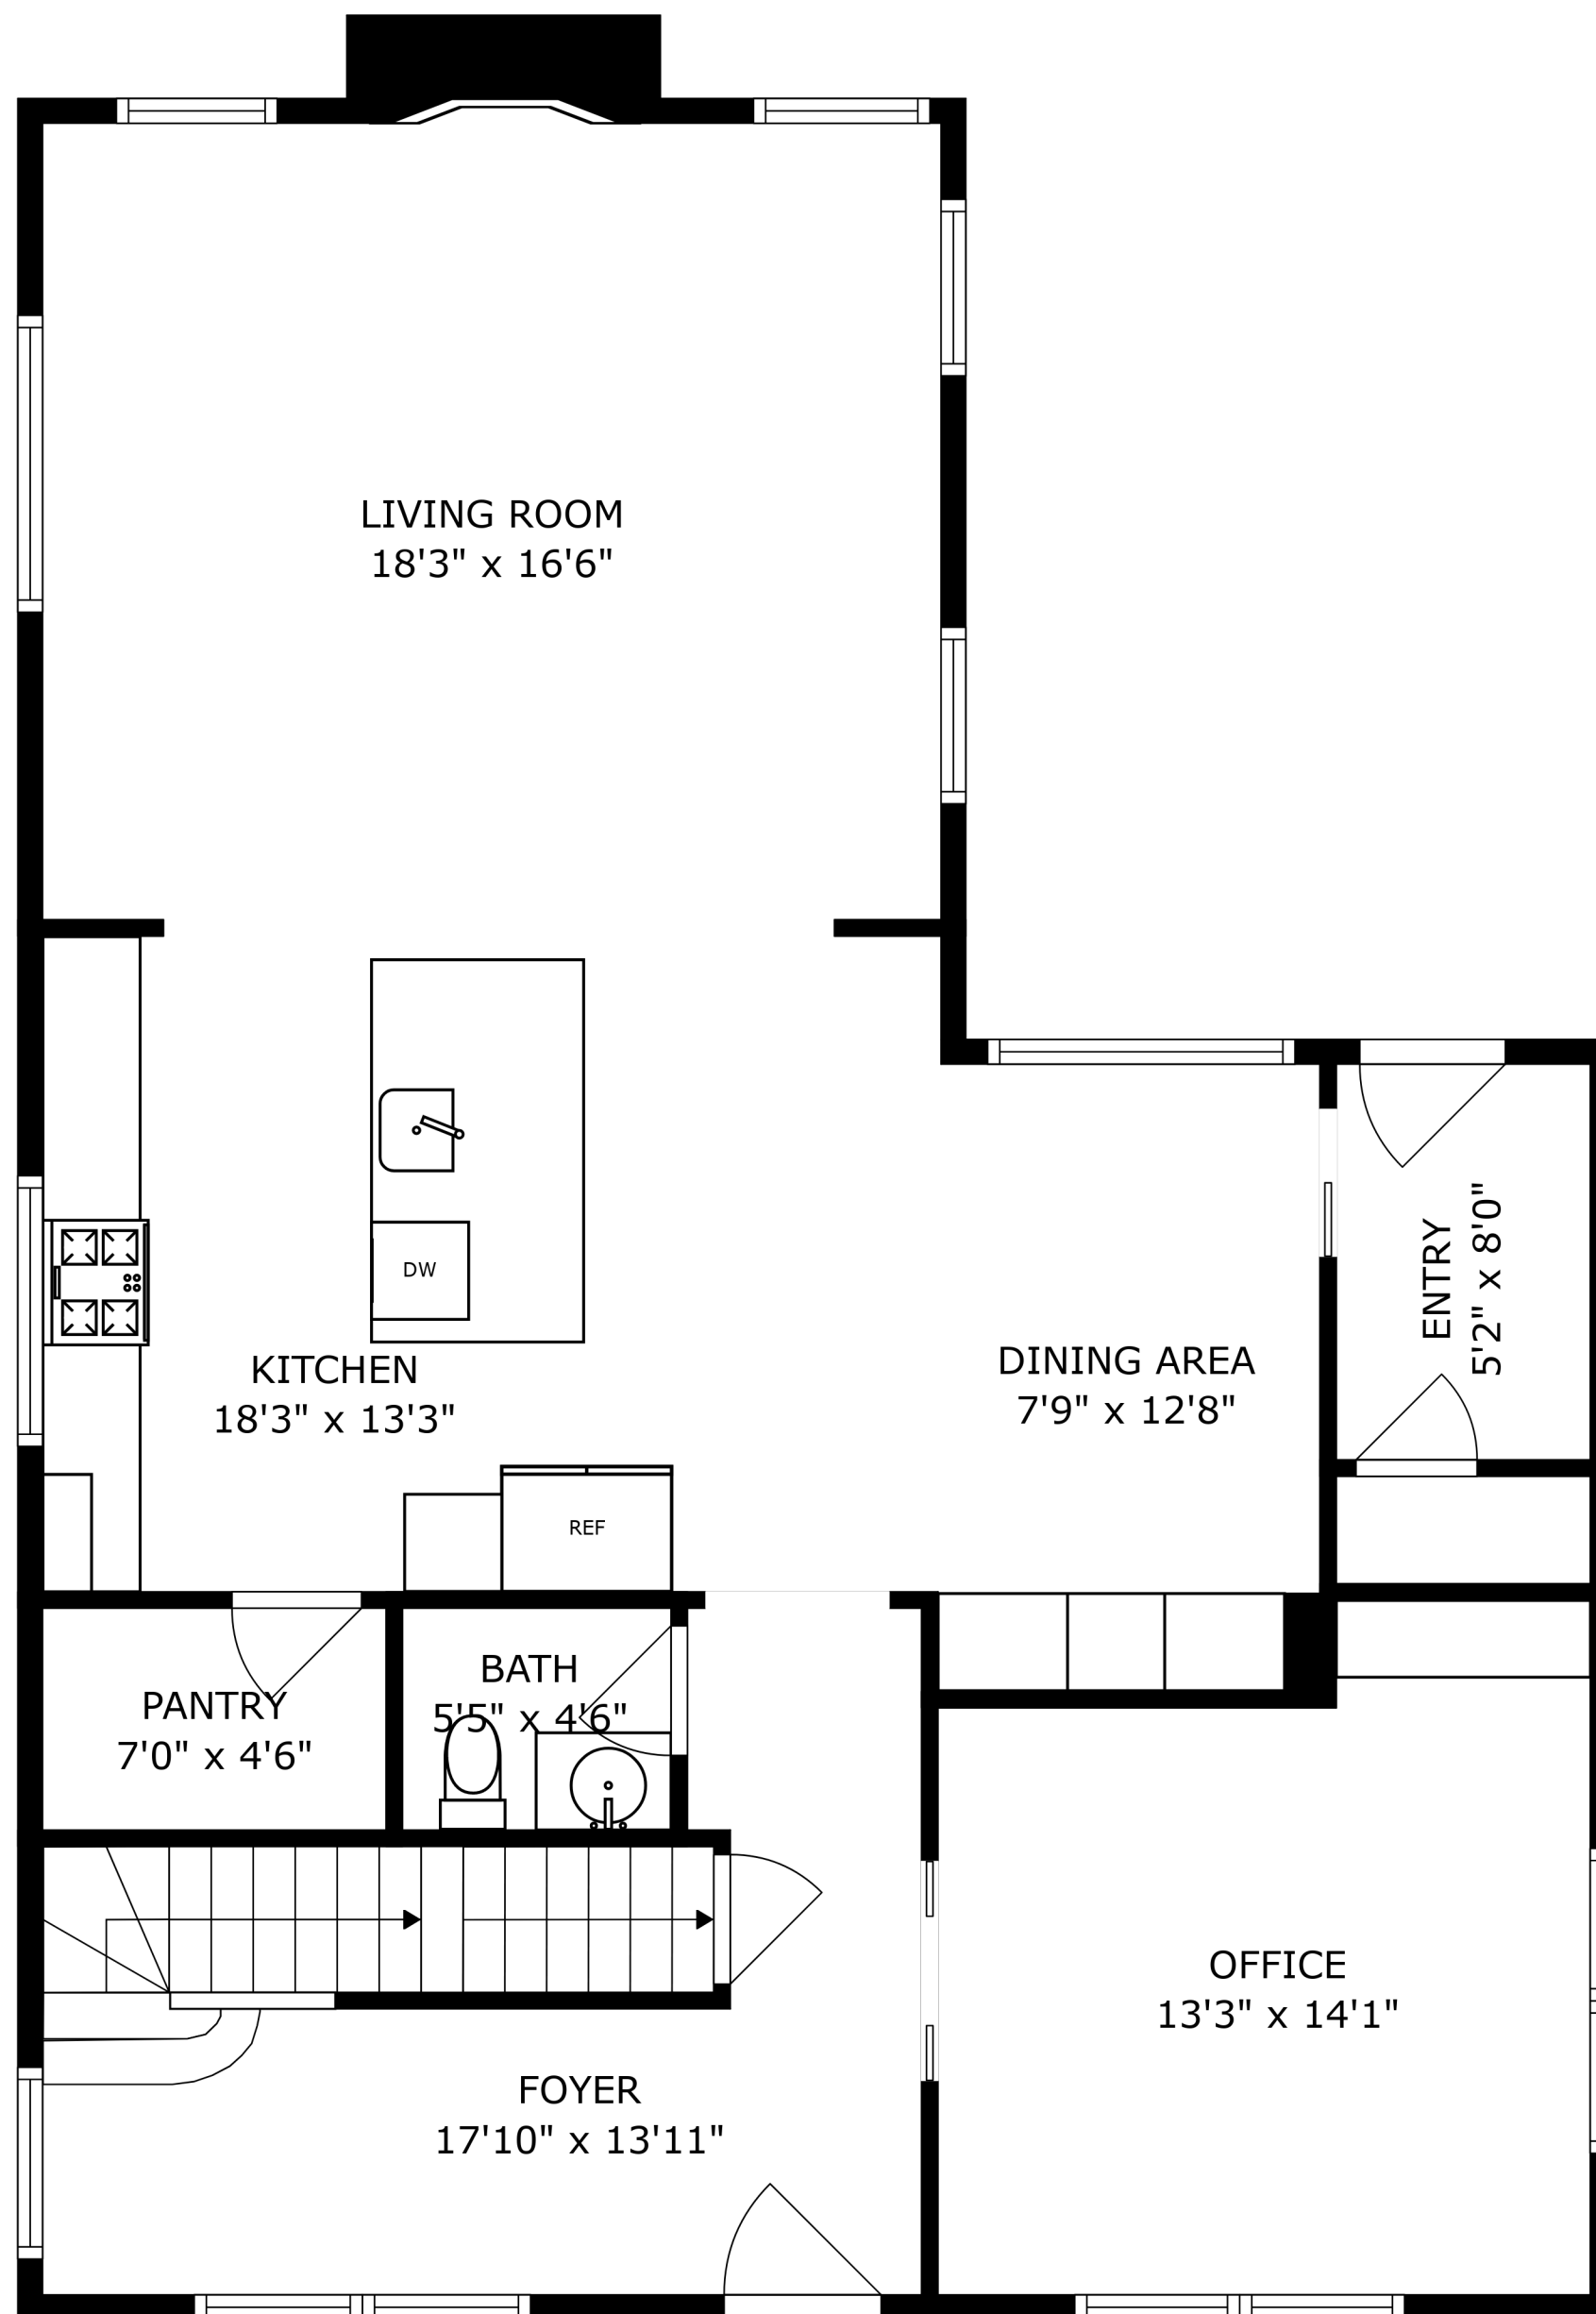 LIVING ROOM
18'3" x 16'6"
DW
KITCHEN
18'3" x 13'3"
DINING AREA
7'9" x 12'8"
ENTRY
5'2" x 8'0"
REF
BATH
5'5" x 4'6"
PANTRY
7'0" x 4'6"
OFFICE
13'3" x 14'1"
FOYER
17'10" x 13'11"